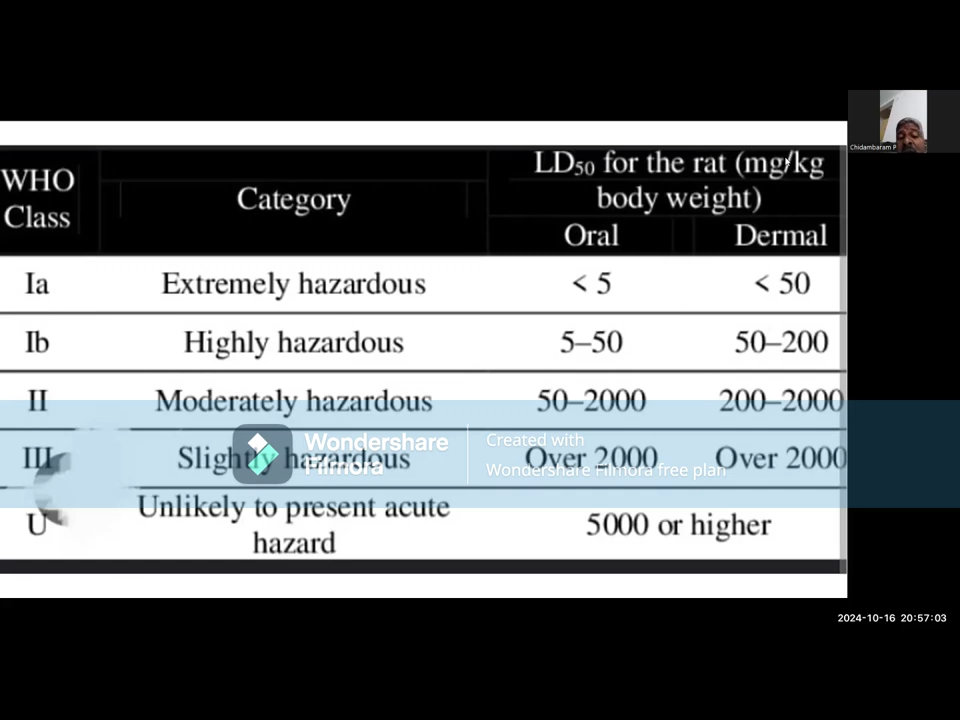 WHO
Class
Category
LD50 for the rat (mg/kg
body weight)
Oral
Dermal
Ia
Extremely hazardous
< 5
< 50
Ib
Highly hazardous
5–50
50–200
II
Moderately hazardous
50–2000
200–2000
III
Slightly hazardous
Over 2000
Over 2000
U
Unlikely to present acute
hazard
5000 or higher
Wondershare
Filmora
Created with
Wondershare Filmora free plan
Chidambaram P
2024-10-16 20:57:03